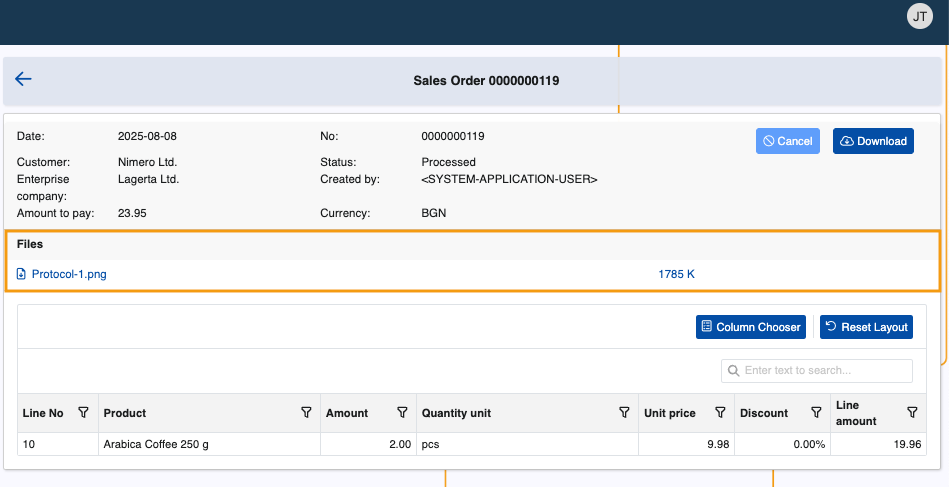 JT
Sales Order 0000000119
Date: 2025-08-08 No: 0000000119 Cancel Download
Customer: Nimero Ltd. Status: Processed
Enterprise company: Lagerta Ltd. Created by: <SYSTEM-APPLICATION-USER>
Amount to pay: 23.95 Currency: BGN
Files
Protocol-1.png 1785 K
Column Chooser Reset Layout
Enter text to search...
Line No Product Amount Quantity unit Unit price Discount Line amount
10 Arabica Coffee 250 g 2.00 pcs 9.98 0.00% 19.96